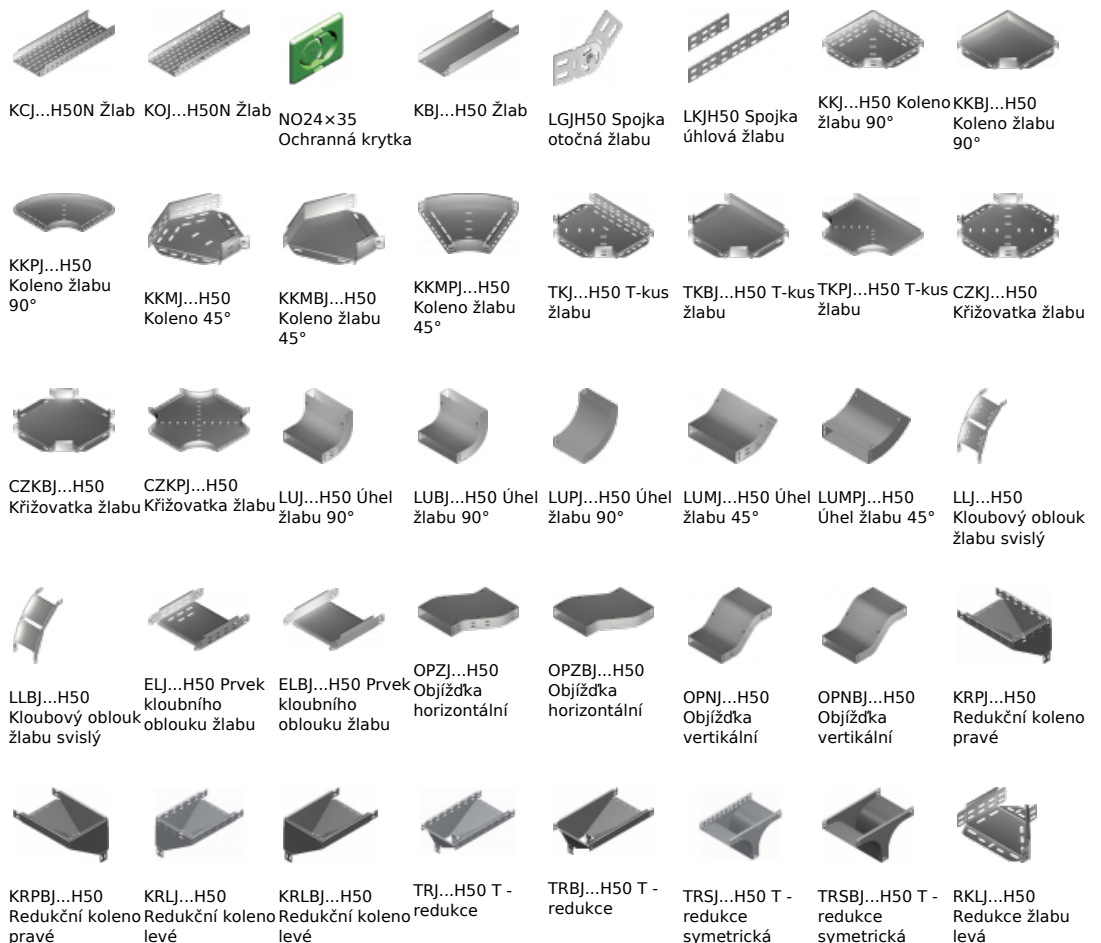 KCJ...H50N Žlab
KOJ...H50N Žlab
NO24×35
Ochranná krytka
KBJ...H50 Žlab
LGJH50 Spojka
otočná žlabu
LKJH50 Spojka
úhlová žlabu
KKJ...H50 Koleno
žlabu 90°
KKBJ...H50
Koleno žlabu
90°
KKPJ...H50
Koleno žlabu
90°
KKMJ...H50
Koleno 45°
KKMBJ...H50
Koleno žlabu
45°
KKMPJ...H50
Koleno žlabu
45°
TKJ...H50 T-kus
žlabu
TKBJ...H50 T-kus
žlabu
TKPJ...H50 T-kus
žlabu
CZKJ...H50
Křižovatka žlabu
CZKBJ...H50
Křižovatka žlabu
CZKPJ...H50
Křižovatka žlabu
LUJ...H50 Úhel
žlabu 90°
LUBJ...H50 Úhel
žlabu 90°
LUPJ...H50 Úhel
žlabu 90°
LUMJ...H50 Úhel
žlabu 45°
LUMPJ...H50
Úhel žlabu 45°
LLJ...H50
Kloubový oblouk
žlabu svislý
LLBJ...H50
Kloubový oblouk
žlabu svislý
ELJ...H50 Prvek
kloubního
oblouku žlabu
ELBJ...H50 Prvek
kloubního
oblouku žlabu
OPZJ...H50
Objížďka
horizontální
OPZBJ...H50
Objížďka
horizontální
OPNJ...H50
Objížďka
vertikální
OPNBJ...H50
Objížďka
vertikální
KRPJ...H50
Redukční koleno
pravé
KRPBJ...H50
Redukční koleno
pravé
KRLJ...H50
Redukční koleno
levé
KRLBJ...H50
Redukční koleno
levé
TRJ...H50 T -
redukce
TRBJ...H50 T -
redukce
TRSJ...H50 T -
redukce
symetrická
TRSBJ...H50 T -
redukce
symetrická
RKLJ...H50
Redukce žlabu
levá